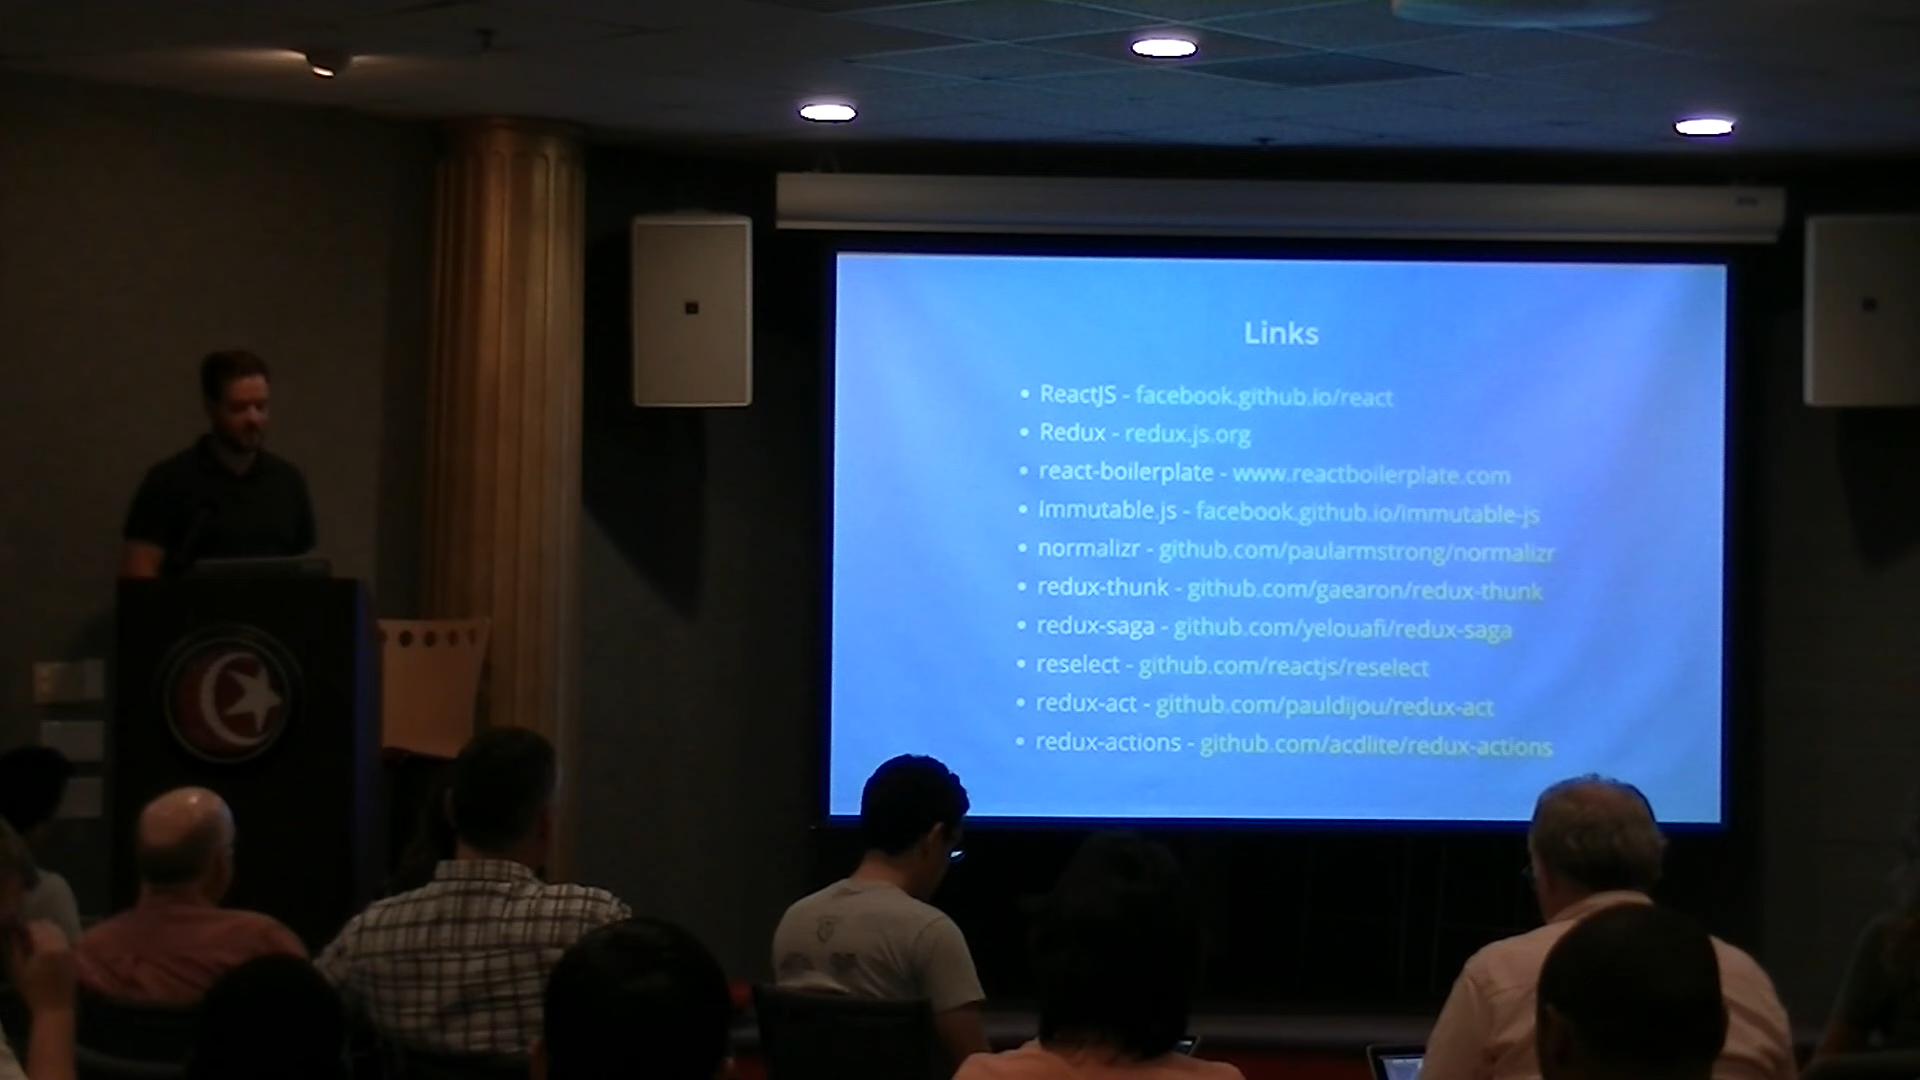 Links
• ReactJS - facebook.github.io/react
• Redux - redux.js.org
• react-boilerplate - www.reactboilerplate.com
• Immutable.js - facebook.github.io/immutable-js
• normalizr - github.com/paularmstrong/normalizr
• redux-thunk - github.com/gaearon/redux-thunk
• redux-saga - github.com/yelouafi/redux-saga
• reselect - github.com/reactjs/reselect
• redux-act - github.com/pauldijou/redux-act
• redux-actions - github.com/acdlite/redux-actions